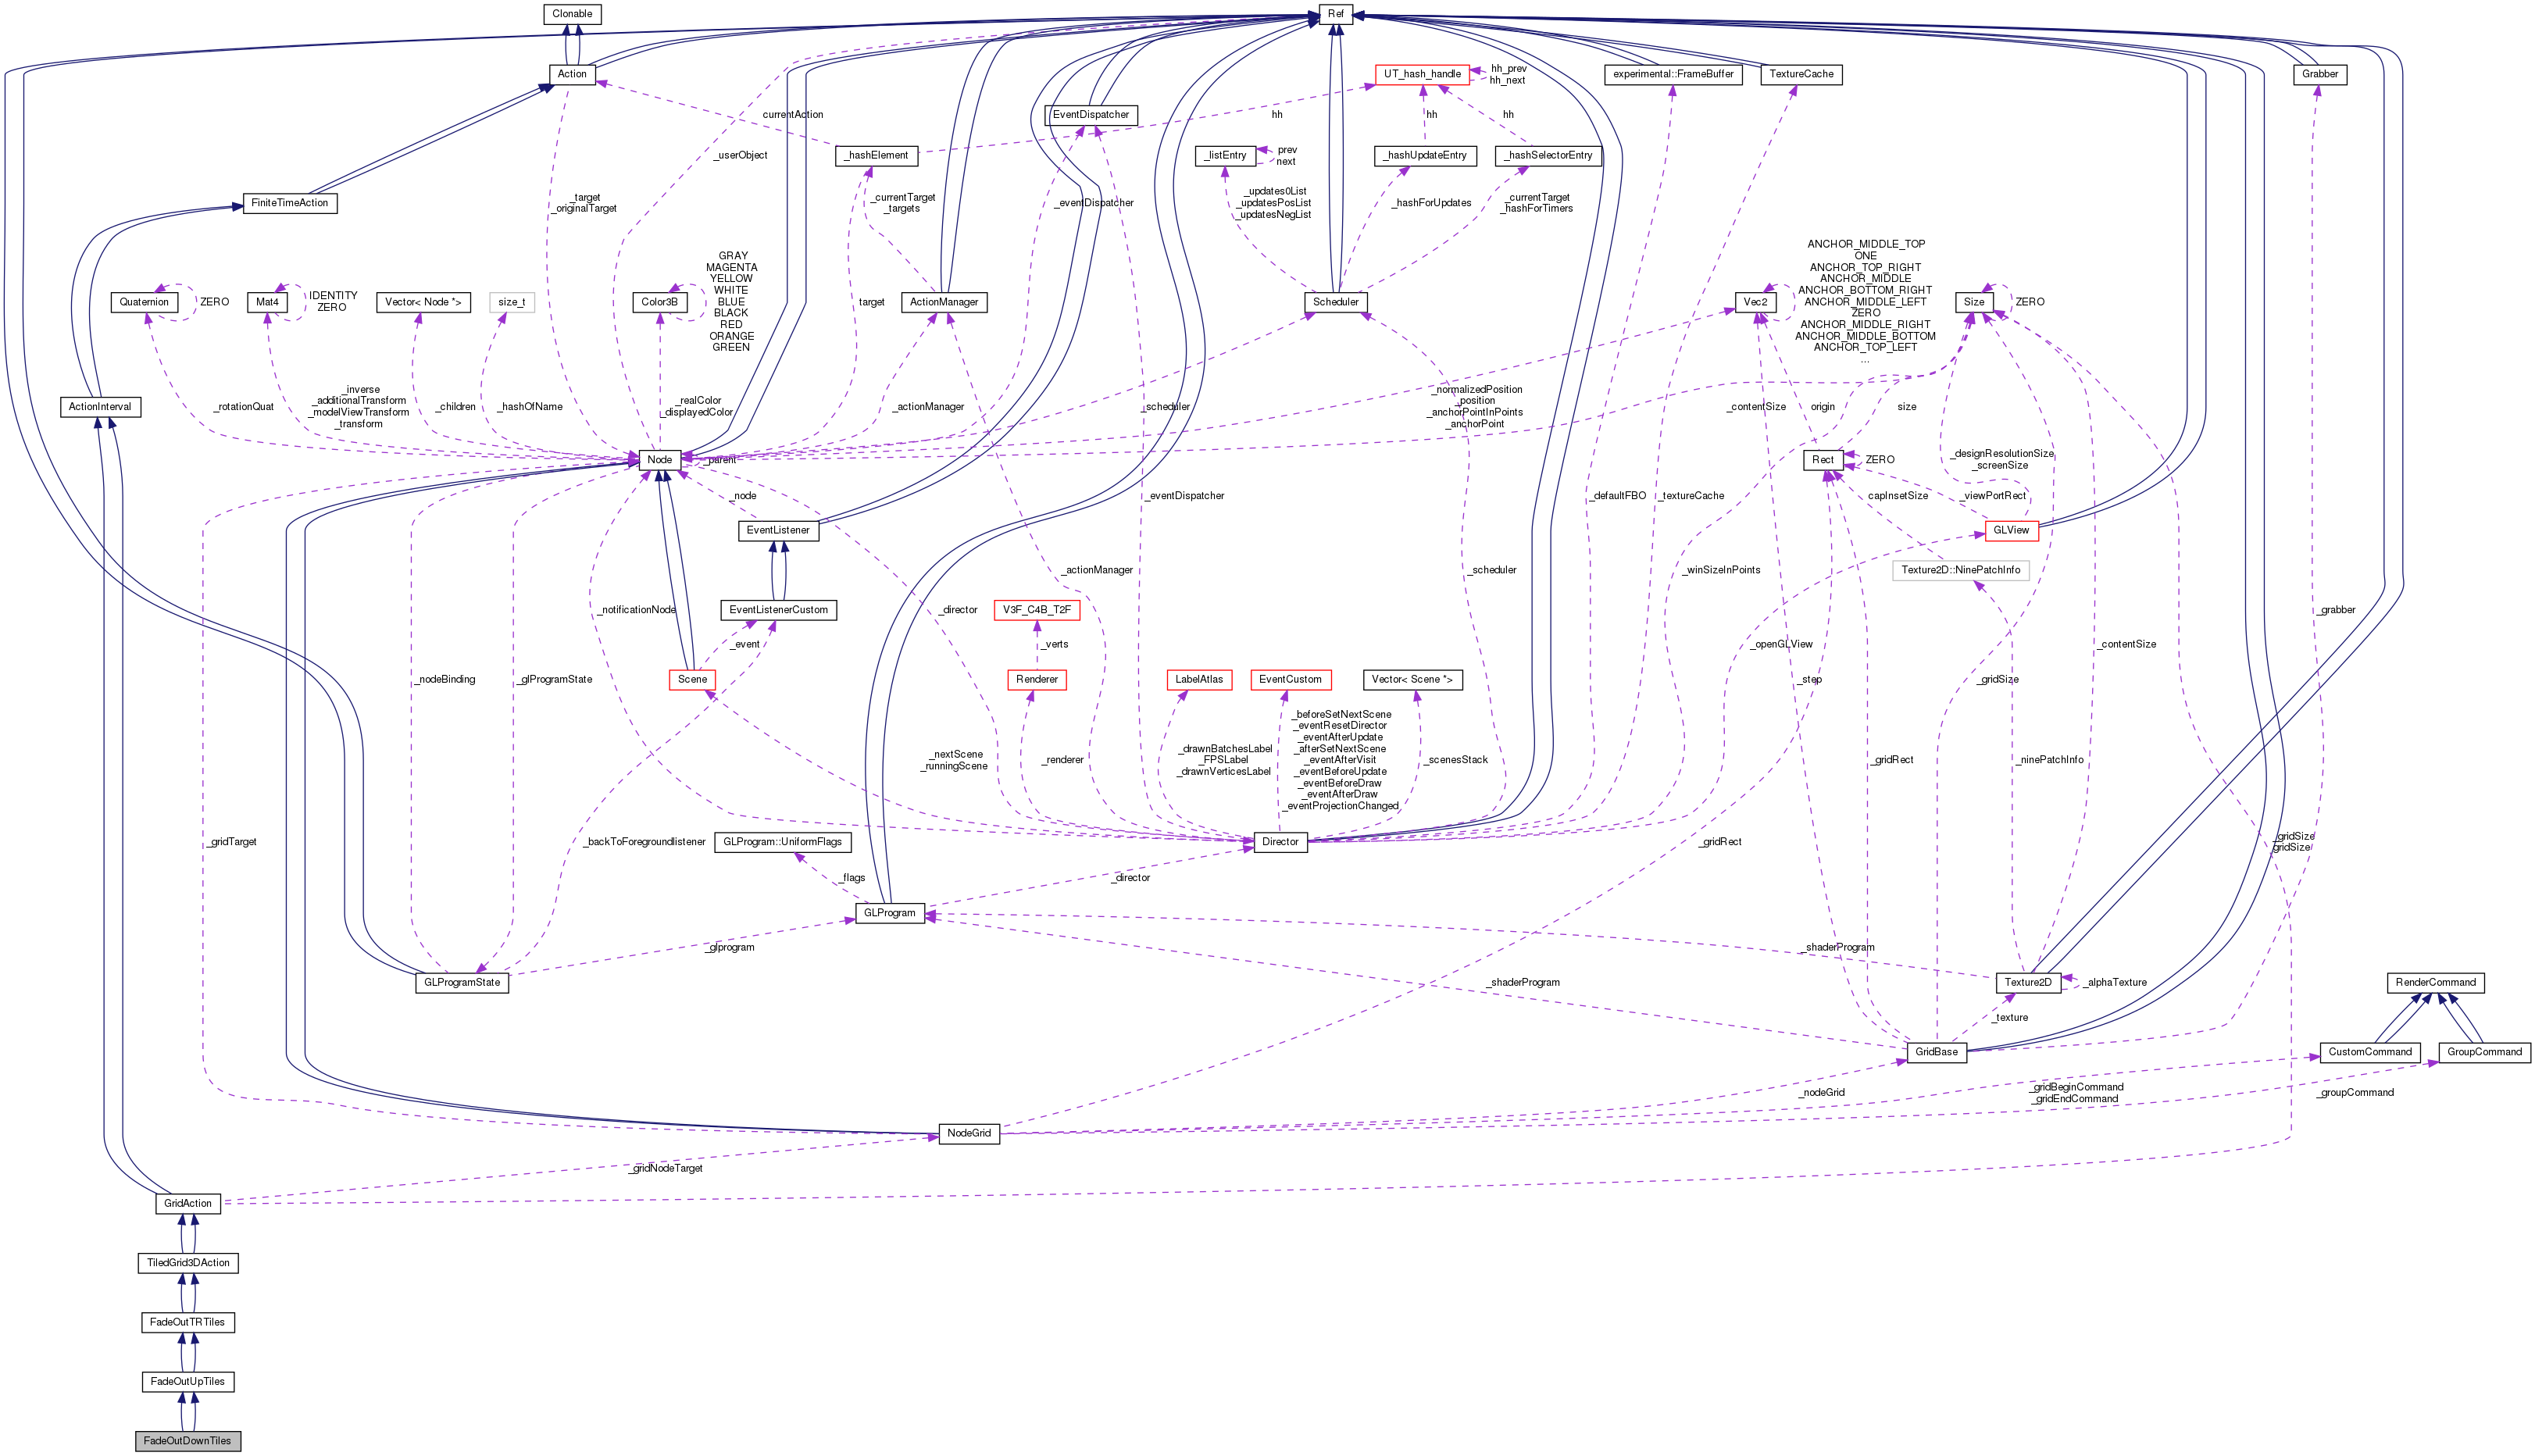 Clonable
Ref
Action
UT_hash_handle
hh_prev
hh_next
experimental::FrameBuffer
TextureCache
Grabber
currentAction
hh
EventDispatcher
hh
hh
_userObject
_hashElement
_listEntry
prev
next
_hashUpdateEntry
_hashSelectorEntry
FiniteTimeAction
_target
_originalTarget
_currentTarget
_targets
_eventDispatcher
_updates0List
_updatesPosList
_updatesNegList
_hashForUpdates
_currentTarget
_hashForTimers
Quaternion
ZERO
Mat4
IDENTITY
ZERO
Vector< Node *>
size_t
Color3B
GRAY
MAGENTA
YELLOW
WHITE
BLUE
BLACK
RED
ORANGE
GREEN
target
ActionManager
Scheduler
Vec2
ANCHOR_MIDDLE_TOP
ONE
ANCHOR_TOP_RIGHT
ANCHOR_MIDDLE
ANCHOR_BOTTOM_RIGHT
ANCHOR_MIDDLE_LEFT
ZERO
ANCHOR_MIDDLE_RIGHT
ANCHOR_MIDDLE_BOTTOM
ANCHOR_TOP_LEFT
...
Size
ZERO
ActionInterval
_rotationQuat
_inverse
_additionalTransform
_modelViewTransform
_transform
_children
_hashOfName
_realColor
_displayedColor
_actionManager
_scheduler
_normalizedPosition
_position
_anchorPointInPoints
_anchorPoint
_contentSize
origin
size
Node
_parent
Rect
ZERO
_designResolutionSize
_screenSize
_node
_eventDispatcher
_defaultFBO
_textureCache
capInsetSize
_viewPortRect
EventListener
GLView
_actionManager
_scheduler
_winSizeInPoints
Texture2D::NinePatchInfo
_notificationNode
EventListenerCustom
_director
V3F_C4B_T2F
_grabber
_event
_verts
_openGLView
_contentSize
_nodeBinding
_glProgramState
Scene
Renderer
LabelAtlas
EventCustom
Vector< Scene *>
_step
_gridSize
_nextScene
_runningScene
_renderer
_drawnBatchesLabel
_FPSLabel
_drawnVerticesLabel
_beforeSetNextScene
_eventResetDirector
_eventAfterUpdate
_afterSetNextScene
_eventAfterVisit
_eventBeforeUpdate
_eventBeforeDraw
_eventAfterDraw
_eventProjectionChanged
_scenesStack
_gridRect
_ninePatchInfo
_gridTarget
_backToForegroundlistener
GLProgram::UniformFlags
Director
_gridRect
_gridSize
_gridSize
_flags
_director
GLProgram
_glprogram
_shaderProgram
GLProgramState
_shaderProgram
Texture2D
_alphaTexture
RenderCommand
_texture
GridBase
CustomCommand
GroupCommand
_nodeGrid
_gridBeginCommand
_gridEndCommand
_groupCommand
NodeGrid
_gridNodeTarget
GridAction
TiledGrid3DAction
FadeOutTRTiles
FadeOutUpTiles
FadeOutDownTiles